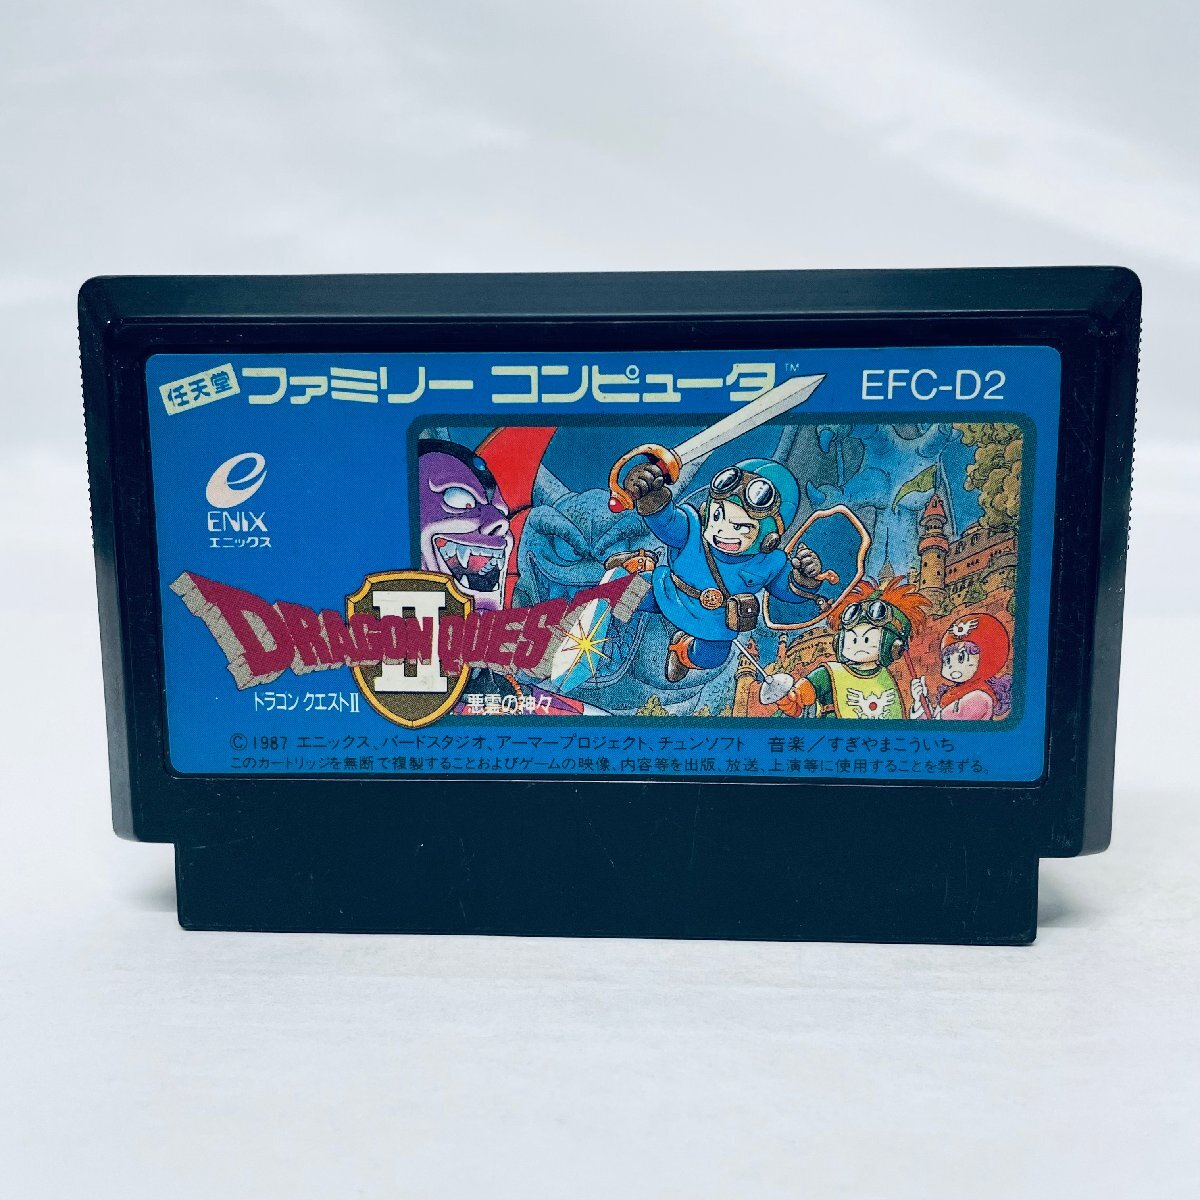 任天堂 ファミリー コンピュータ™ EFC-D2
ENIX
エニックス
DRAGON QUEST
II
ドラゴン クエストII 悪霊の神々
©1987 エニックス、バードスタジオ、アーマープロジェクト、チュンソフト 音楽/すぎやまこういち
このカートリッジを無断で複製することおよびゲームの映像、内容等を出版、放送、上演等に使用することを禁ずる。